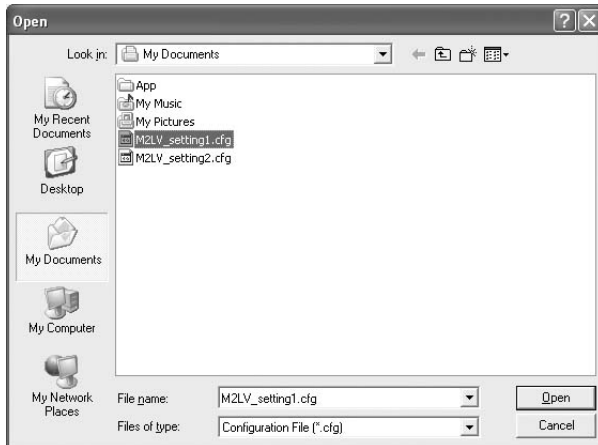 Open
Look in:
My Documents
My Recent
Documents
Desktop
My Documents
My Computer
My Network
Places
App
My Music
My Pictures
M2LV_setting1.cfg
M2LV_setting2.cfg
File name:
M2LV_setting1.cfg
Open
Files of type:
Configuration File (*.cfg)
Cancel